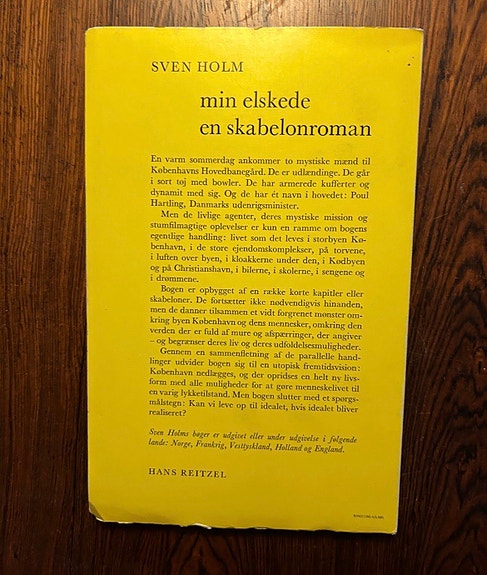 SVEN HOLM
min elskede
en skabelonroman
En varm sommerdag ankommer to mystiske mænd til
Københavns Hovedbanegård. De er udlændinge. De går
i sort tøj med bowler. De har armerede kufferter og
dynamit med sig. Og de har ét navn i hovedet: Poul
Hartling, Danmarks udenrigsminister.
Men de livlige agenter, deres mystiske mission og
stumfilmagtige oplevelser er kun en ramme om bogens
egentlige handling: livet som det leves i storbyen Kø-
benhavn, i de store ejendomskomplekser, på torvene,
i luften over byen, i kloakkerne under den, i Kødbyen
og på Christianshavn, i bilerne, i skolerne, i sengene og
i drømmene.
Bogen er opbygget af en række korte kapitler eller
skabeloner. De fortsætter ikke nødvendigvis hinanden,
men de danner tilsammen et vidt forgrenet mønster om-
kring byen København og dens mennesker, omkring den
verden der er fuld af mure og afspærringer, der angiver
– og begrænser deres liv og deres udfoldelsesmuligheder.
Gennem en sammenfletning af de parallelle hand-
linger udvider bogen sig til en utopisk fremtidsvision:
København nedlægges, og der opridses en helt ny livs-
form med alle muligheder for at gøre menneskelivet til
en varig lykketilstand. Men bogen slutter med et spørgs-
målstegn: Kan vi leve op til idealet, hvis idealet bliver
realiseret?
Sven Holms bøger er udgivet eller under udgivelse i følgende
lande: Norge, Frankrig, Vesttyskland, Holland og England.
HANS REITZEL